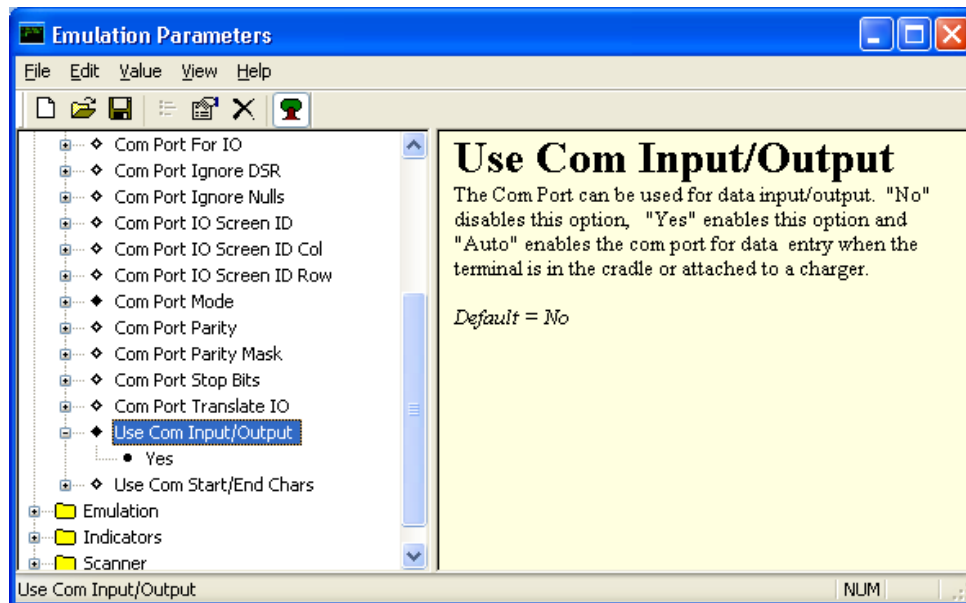 Emulation Parameters
File Edit Value View Help
Com Port For IO
Com Port Ignore DSR
Com Port Ignore Nulls
Com Port IO Screen ID
Com Port IO Screen ID Col
Com Port IO Screen ID Row
Com Port Mode
Com Port Parity
Com Port Parity Mask
Com Port Stop Bits
Com Port Translate IO
Use Com Input/Output
Yes
Use Com Start/End Chars
Emulation
Indicators
Scanner
Use Com Input/Output
The Com Port can be used for data input/output. "No"
disables this option, "Yes" enables this option and
"Auto" enables the com port for data entry when the
terminal is in the cradle or attached to a charger.
Default = No
Use Com Input/Output NUM